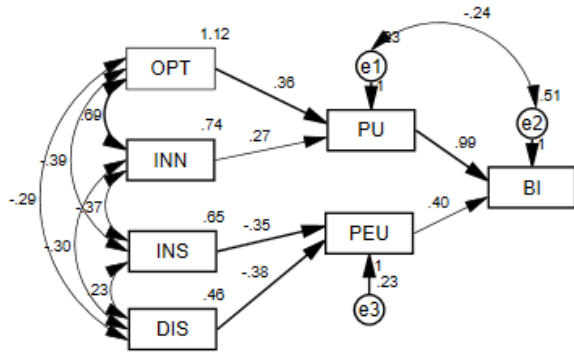 -.24
1.12
.23
OPT
e1
.36
1
.51
.69
.74
e2
PU
.27
1
.99
-.39
INN
BI
-.29
-.37
.65
.40
-.35
PEU
-.30
INS
-.38
.23
.46
1
.23
DIS
e3